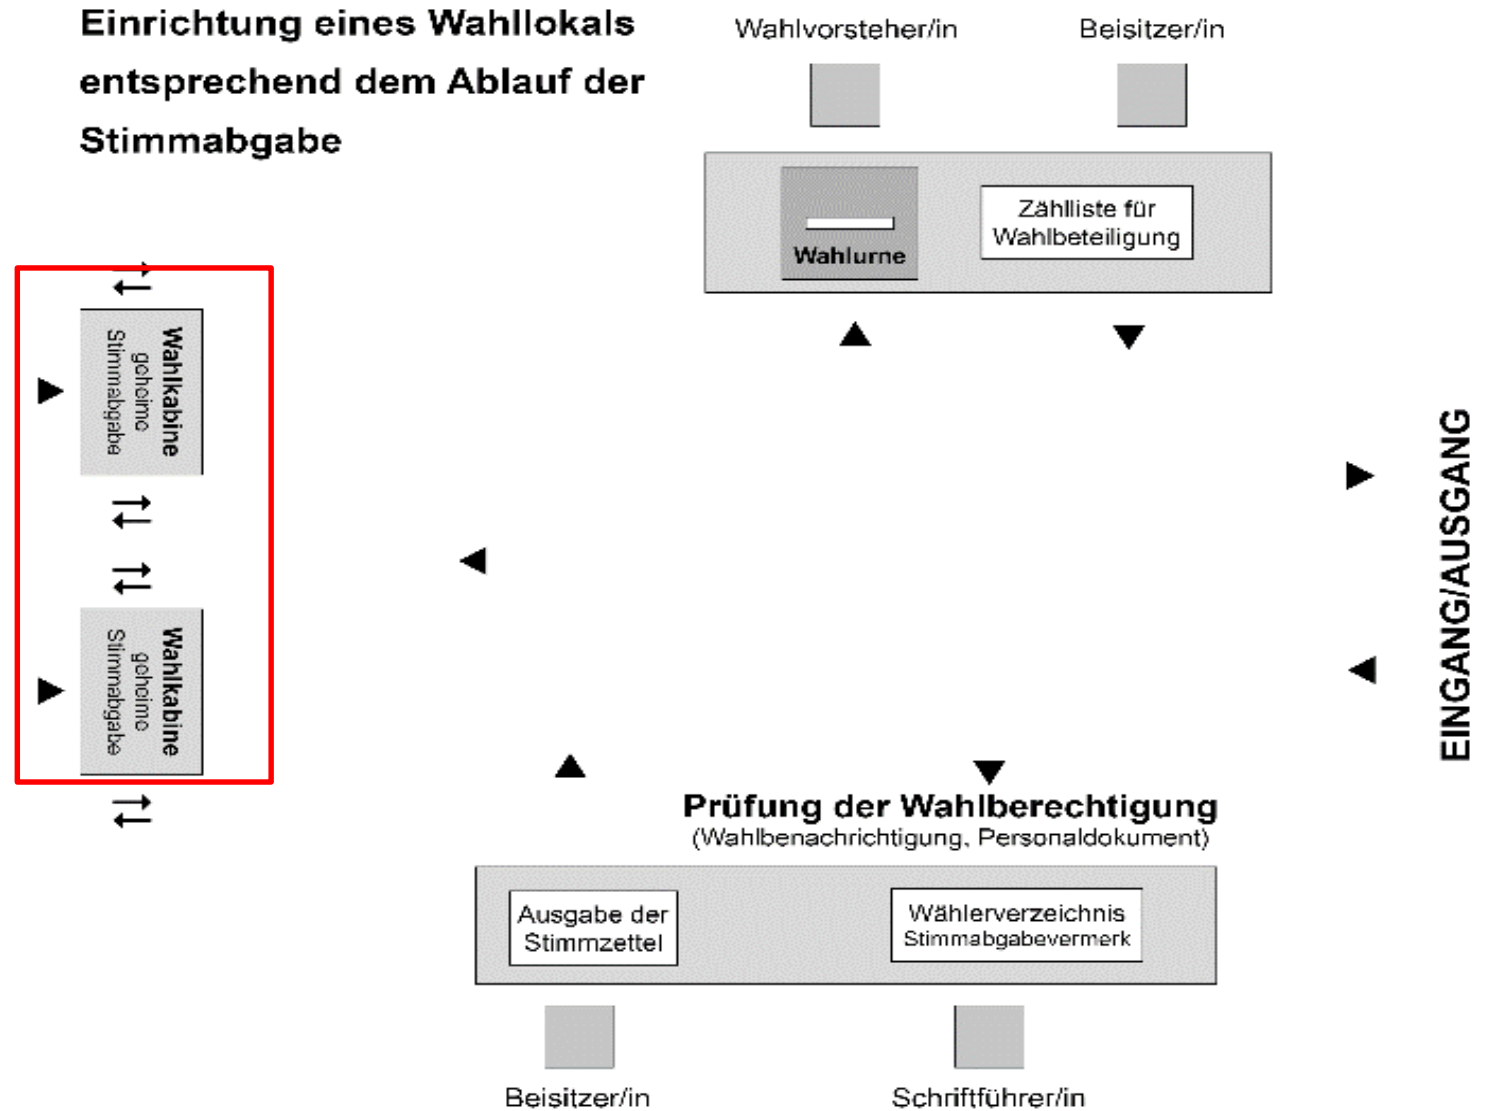 Einrichtung eines Wahllokals
entsprechend dem Ablauf der
Stimmabgabe
Wahlvorsteher/in
Beisitzer/in
Wahlurne
Zählliste für
Wahlbeteiligung
Wahlkabine
geheime
Stimmabgabe
Wahlkabine
geheime
Stimmabgabe
EINGANG/AUSGANG
Prüfung der Wahlberechtigung
(Wahlbenachrichtigung, Personaldokument)
Ausgabe der
Stimmzettel
Wählerverzeichnis
Stimmabgabevermerk
Beisitzer/in
Schriftführer/in